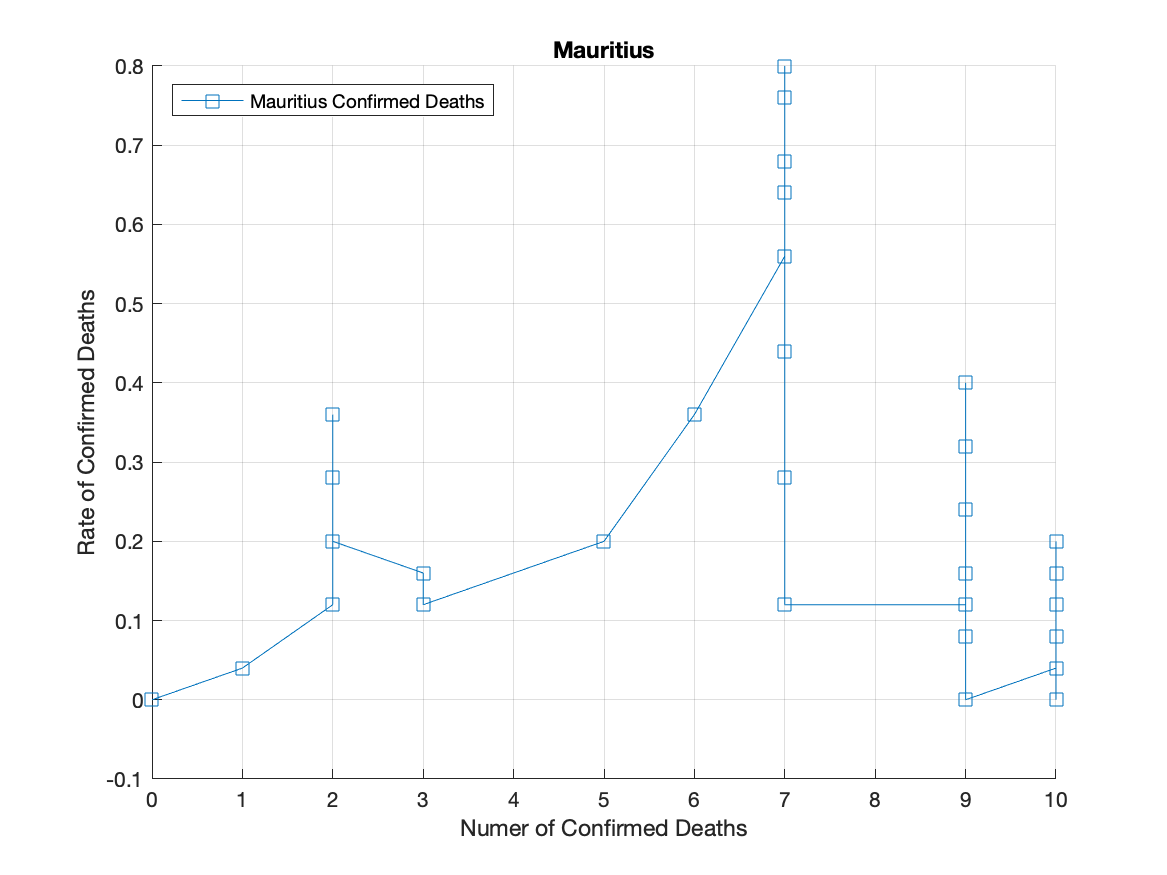 Mauritius
Mauritius Confirmed Deaths
0.8
0.7
0.6
0.5
0.4
0.3
0.2
0.1
0
-0.1
Rate of Confirmed Deaths
0 1 2 3 4 5 6 7 8 9 10
Numer of Confirmed Deaths